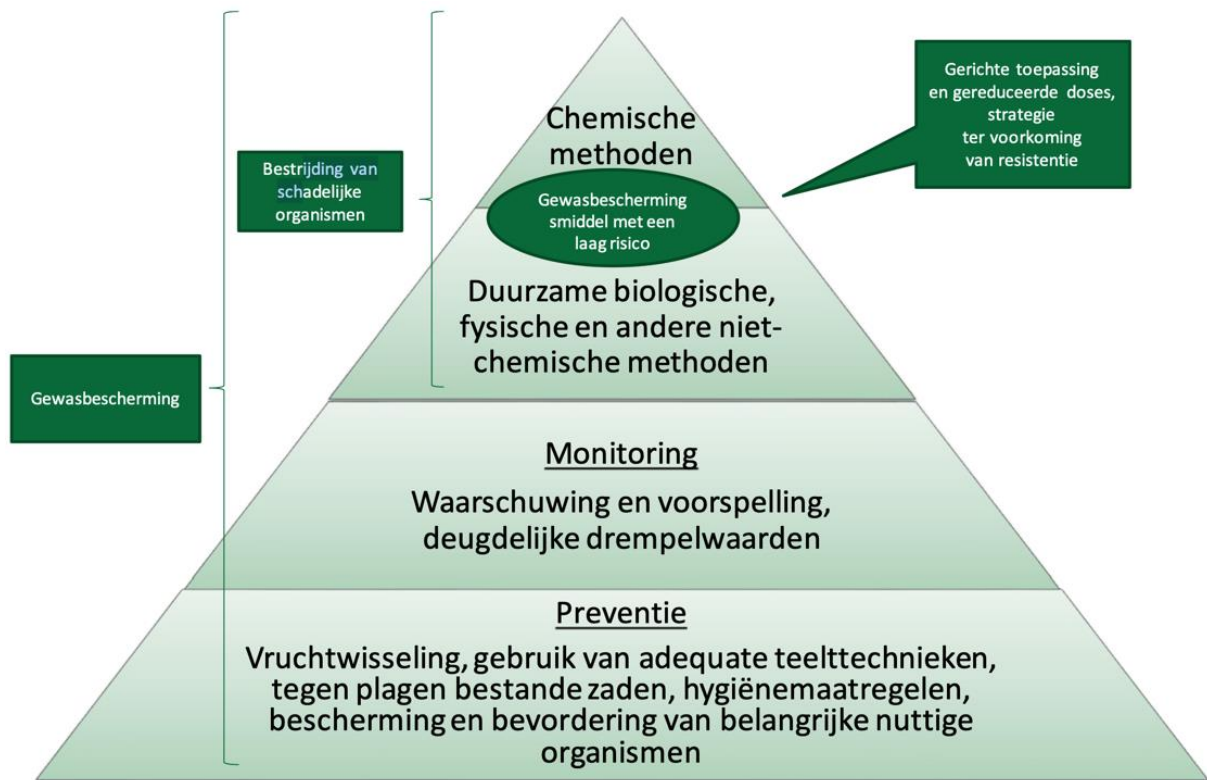 Chemische
methoden
Gerichte toepassing
en gereduceerde doses,
strategie
ter voorkoming
van resistentie
Bestrijding van
schadelijke
organismen
Gewasbescherming
smiddel met een
laag risico
Duurzame biologische,
fysische en andere niet-
chemische methoden
Gewasbescherming
Monitoring
Waarschuwing en voorspelling,
deugdelijke drempelwaarden
Preventie
Vruchtwisseling, gebruik van adequate teelttechnieken,
tegen plagen bestande zaden, hygiënemaatregelen,
bescherming en bevordering van belangrijke nuttige
organismen